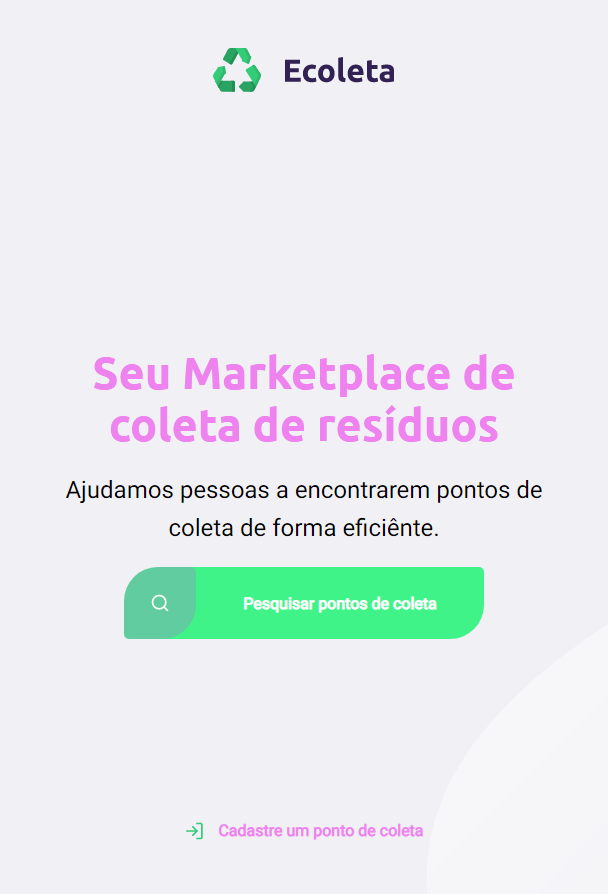 Ecoleta
Seu Marketplace de
coleta de resíduos
Ajudamos pessoas a encontrarem pontos de
coleta de forma eficiênte.
Pesquisar pontos de coleta
Cadastre um ponto de coleta